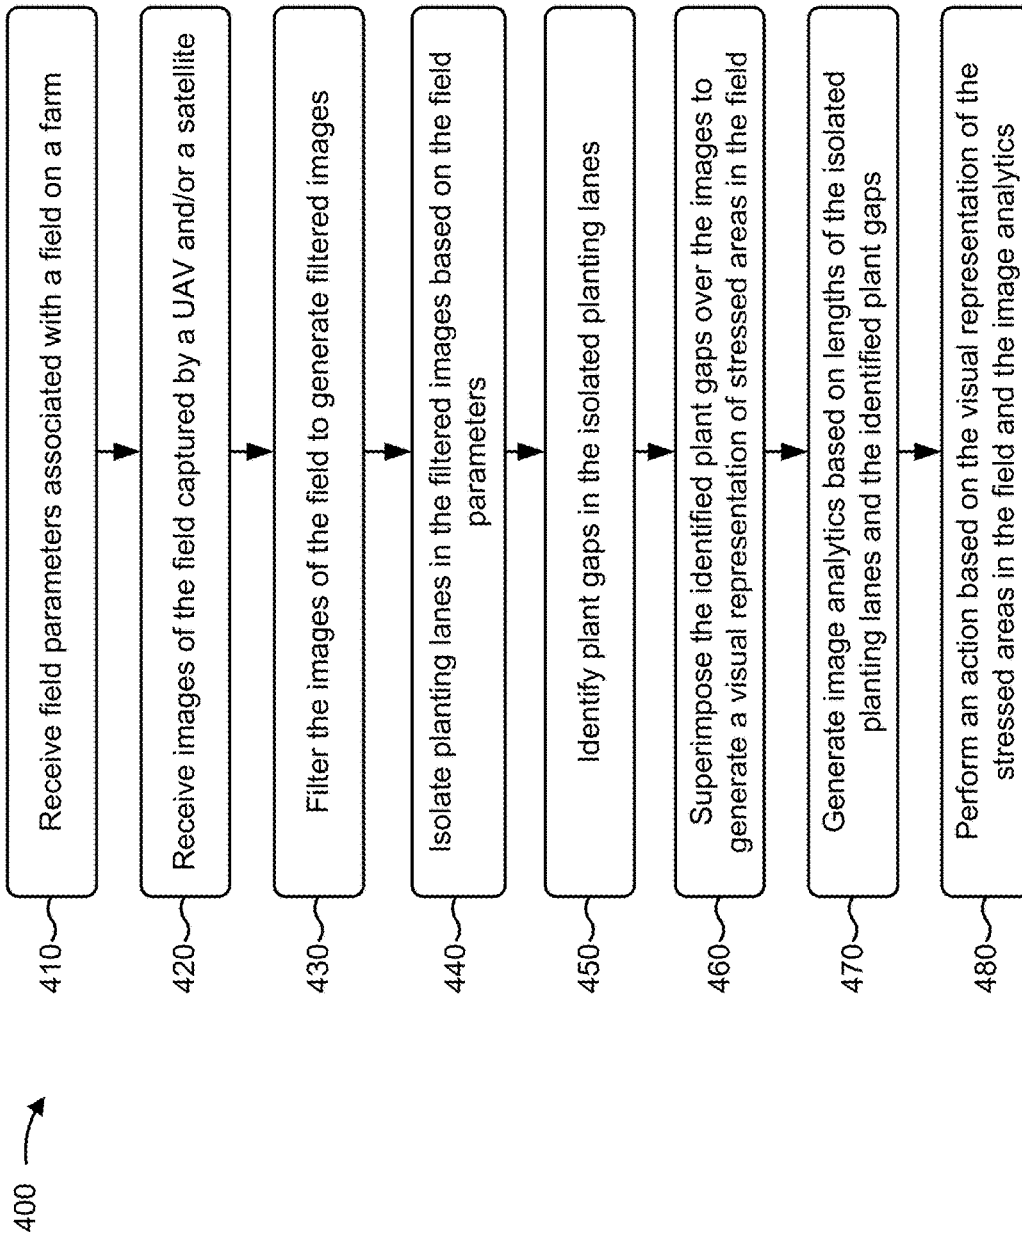 400
410
Receive field parameters associated with a field on a farm
420
Receive images of the field captured by a UAV and/or a satellite
430
Filter the images of the field to generate filtered images
440
Isolate planting lanes in the filtered images based on the field
parameters
450
Identify plant gaps in the isolated planting lanes
460
Superimpose the identified plant gaps over the images to
generate a visual representation of stressed areas in the field
470
Generate image analytics based on lengths of the isolated
planting lanes and the identified plant gaps
480
Perform an action based on the visual representation of the
stressed areas in the field and the image analytics